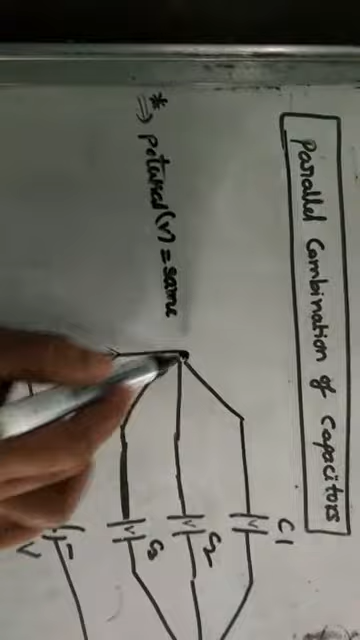 Parallel Combination of Capacitors
* ⇒ Potential (V) = same
C1
V
C2
V
C3
V
V